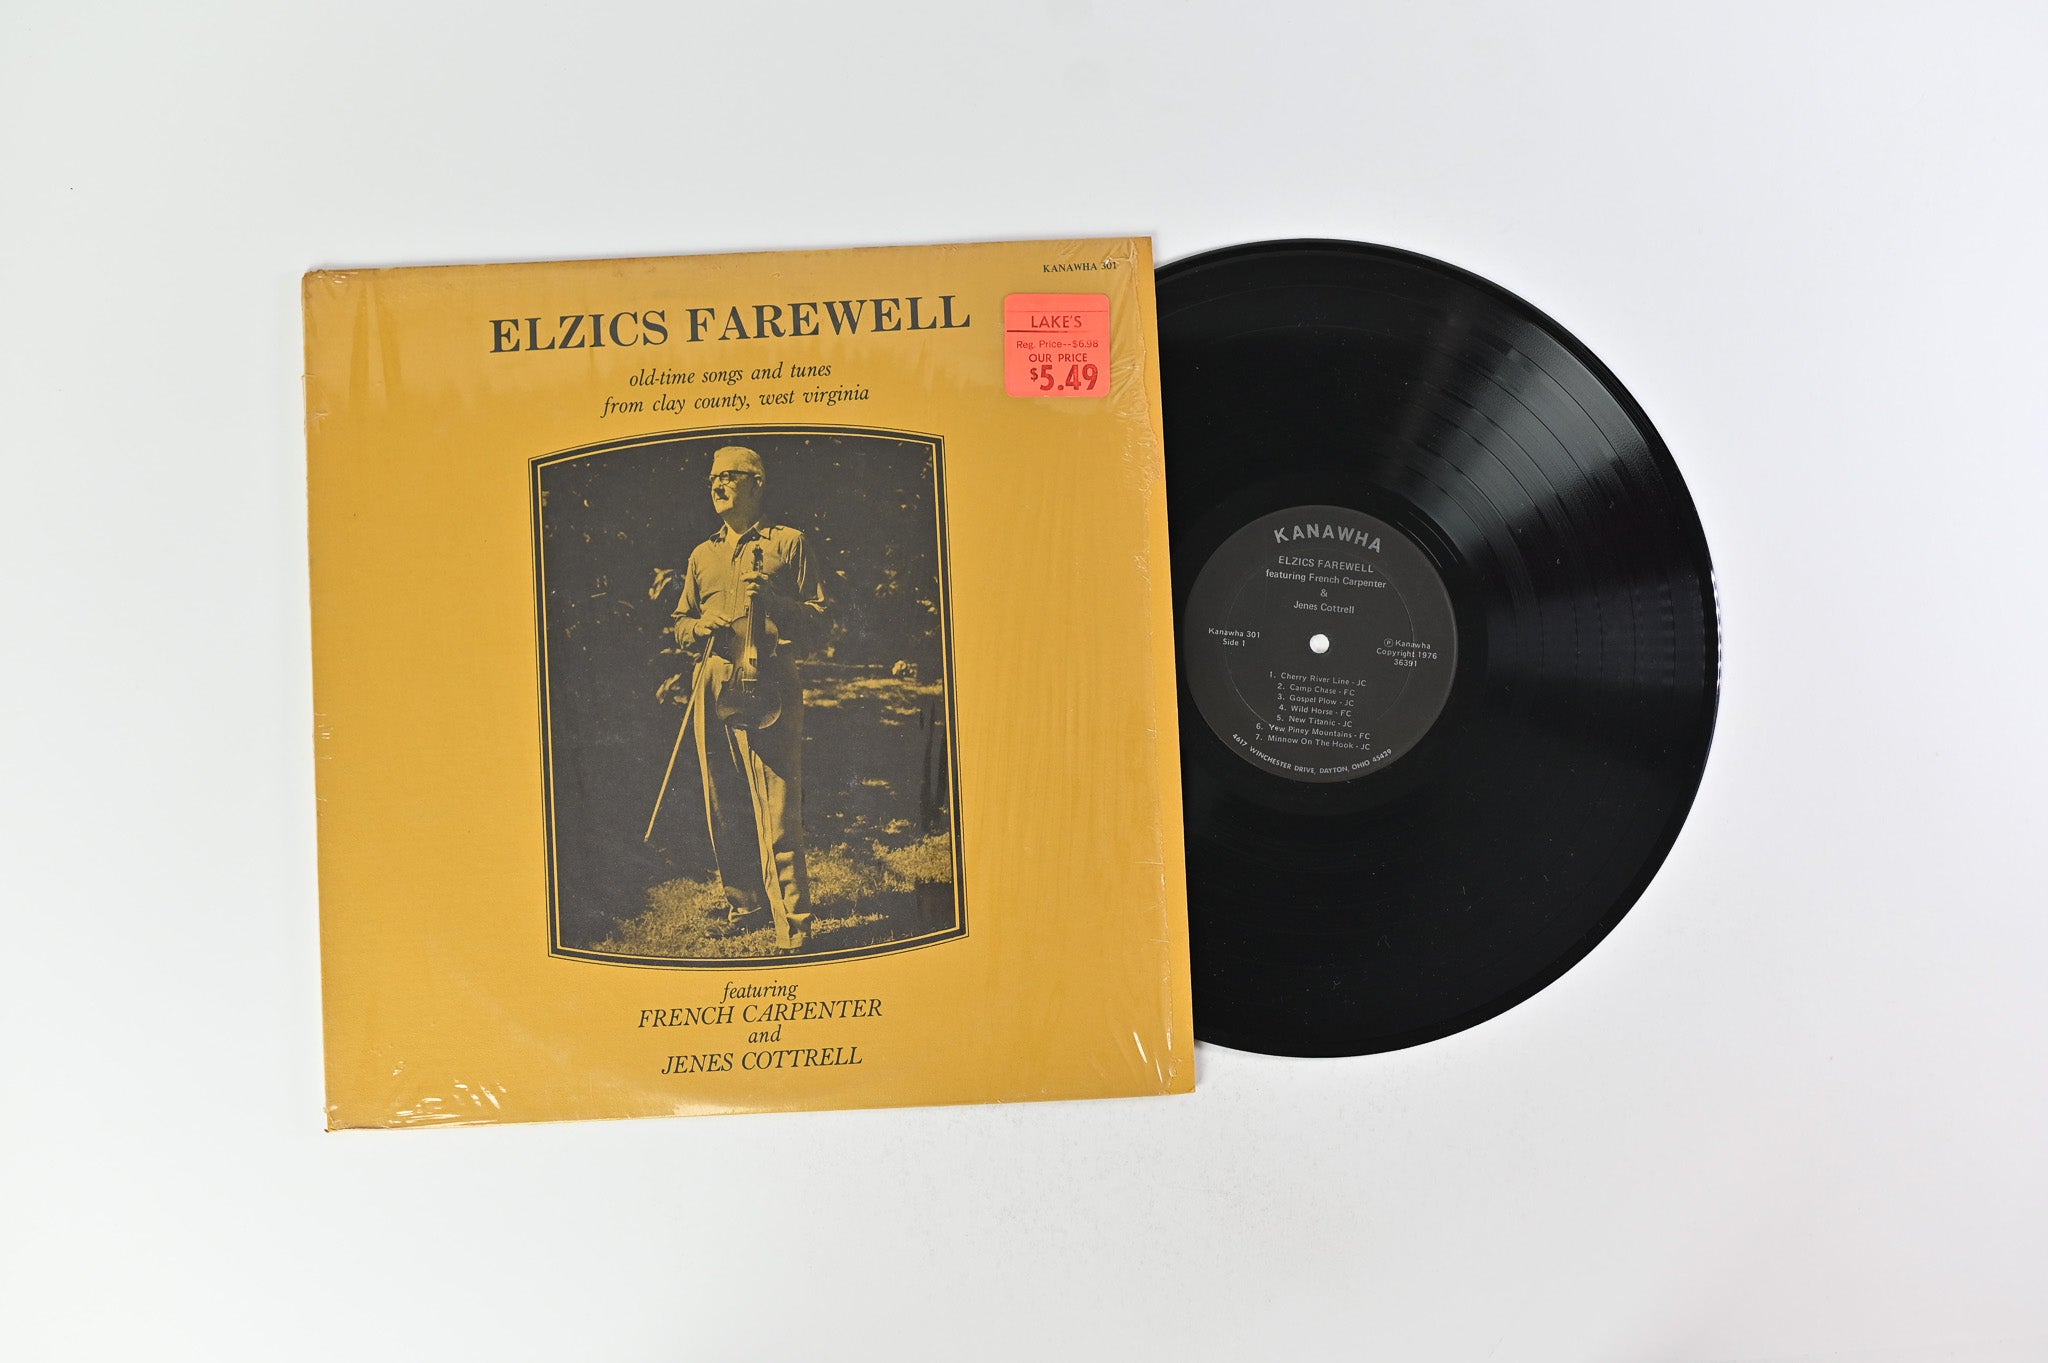 KANAWHA 301
ELZICS FAREWELL
old-time songs and tunes
from clay county, west virginia
LAKE'S
Reg. Price--$6.98
OUR PRICE
$5.49
featuring
FRENCH CARPENTER
and
JENES COTTRELL
KANAWHA
ELZICS FAREWELL
featuring French Carpenter
&
Jenes Cottrell
Kanawha 301
Side 1
Ⓟ Kanawha
Copyright 1976
36391
1. Cherry River Line - JC
2. Camp Chase - FC
3. Gospel Plow - JC
4. Wild Horse - FC
5. New Titanic - JC
6. Yew Piney Mountains - FC
7. Minnow On The Hook - JC
4617 WINCHESTER DRIVE, DAYTON, OHIO 45429